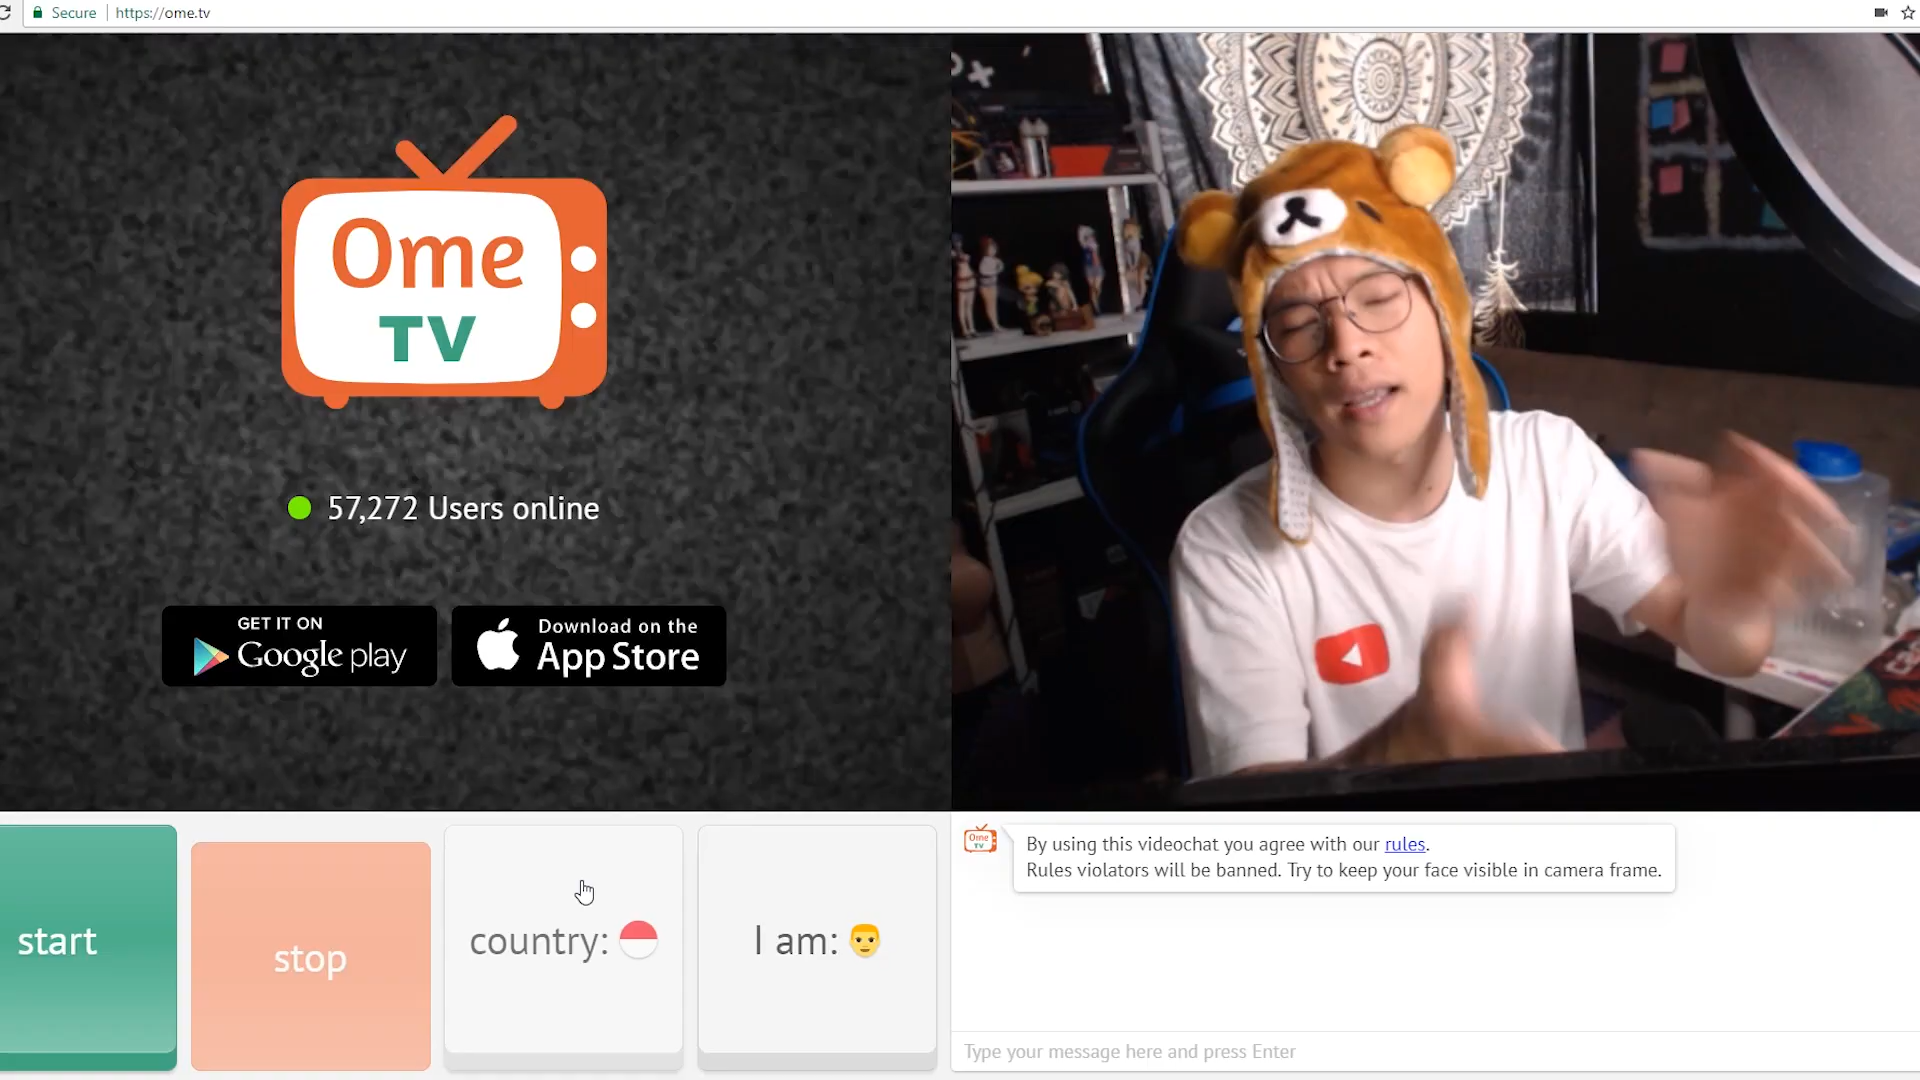 Secure
https://ome.tv
Ome
TV
57,272 Users online
GET IT ON
Google play
Download on the
App Store
start
stop
country:
I am:
Ome
TV
By using this videochat you agree with our rules.
Rules violators will be banned. Try to keep your face visible in camera frame.
Type your message here and press Enter